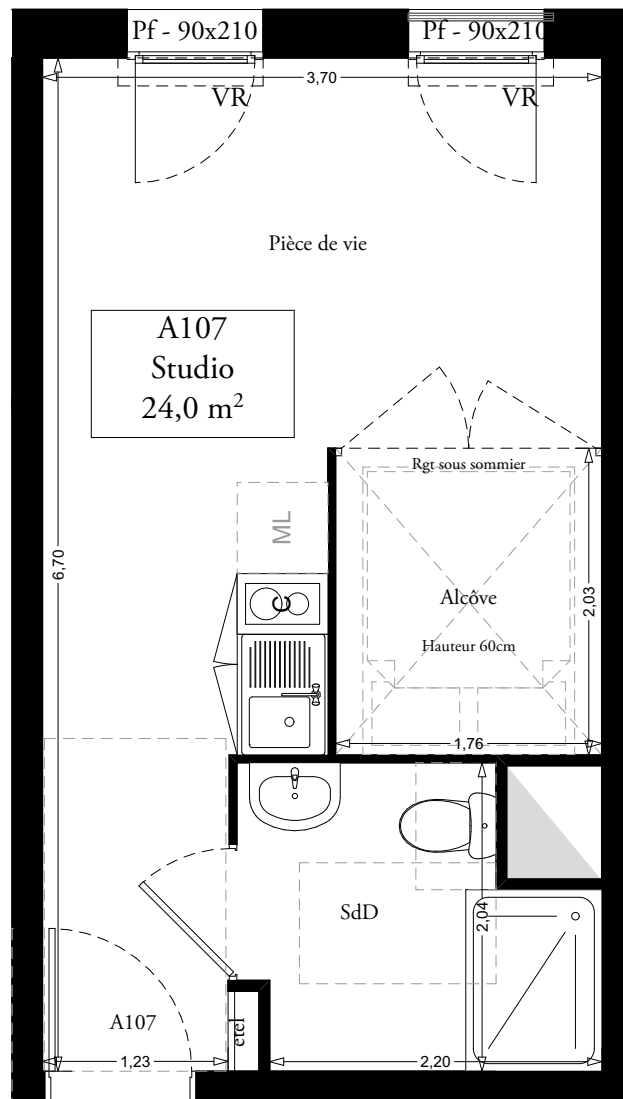 Pf - 90x210
Pf - 90x210
VR
VR
3,70
Pièce de vie
A107
Studio
24,0 m²
Rgt sous sommier
ML
6,70
Alcôve
2,03
Hauteur 60cm
1,76
SdD
2,04
A107
etel
1,23
2,20